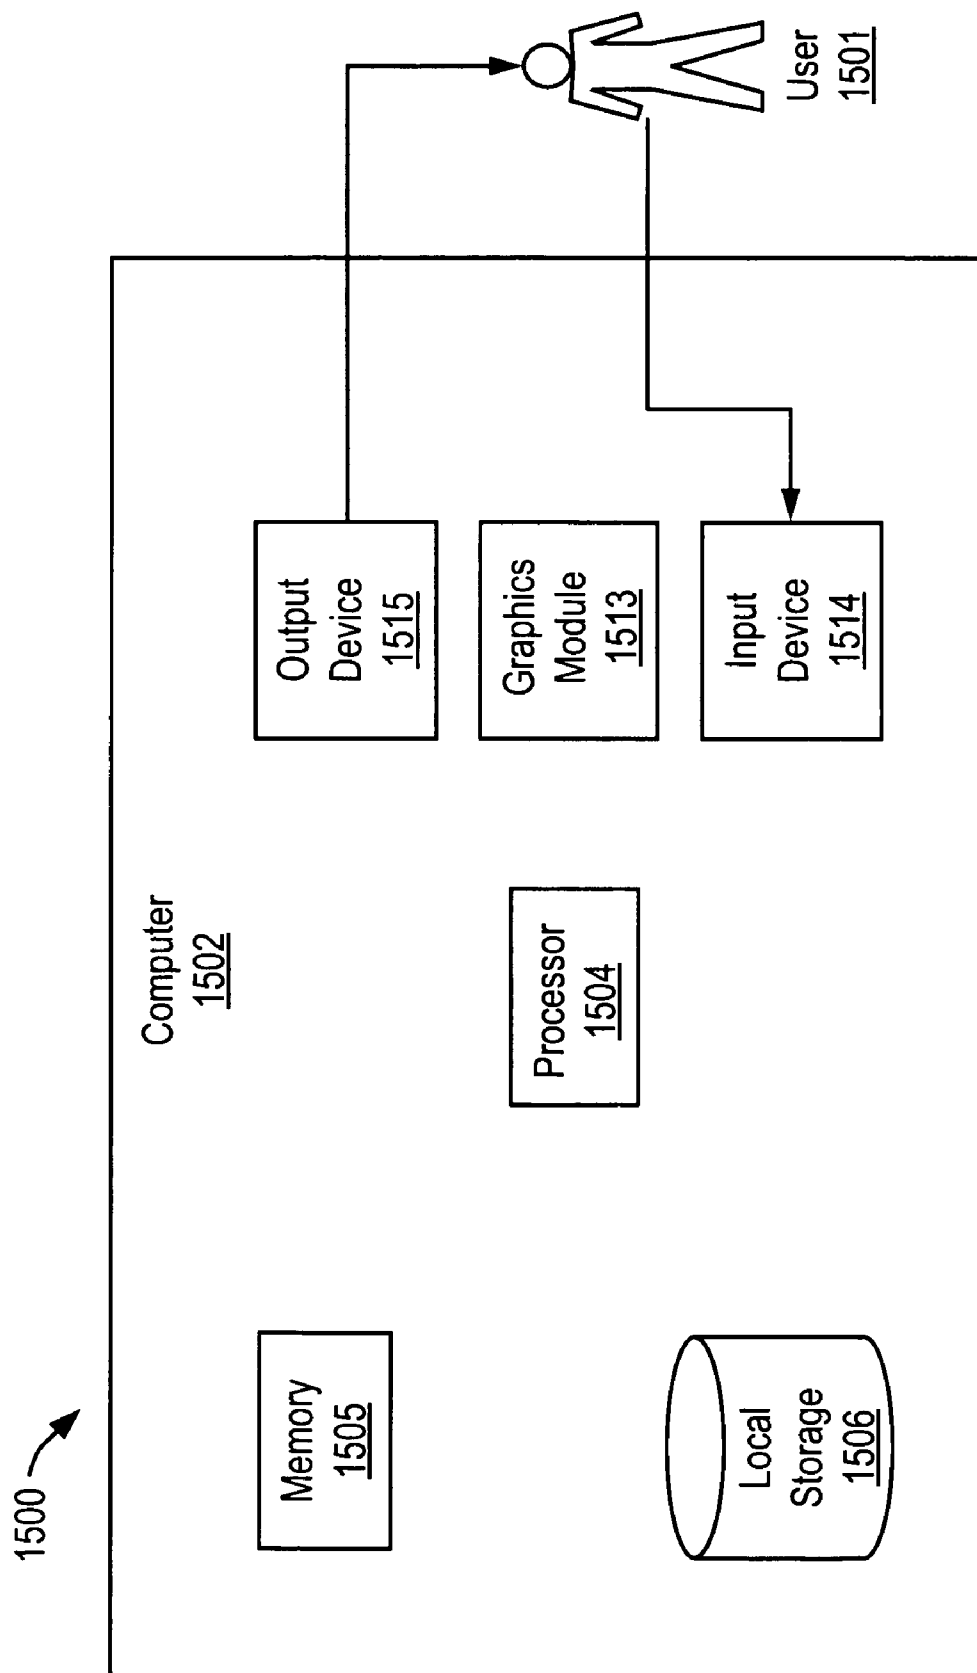 1500
Computer
1502
Memory
1505
Local
Storage
1506
Processor
1504
Output
Device
1515
Graphics
Module
1513
Input
Device
1514
User
1501